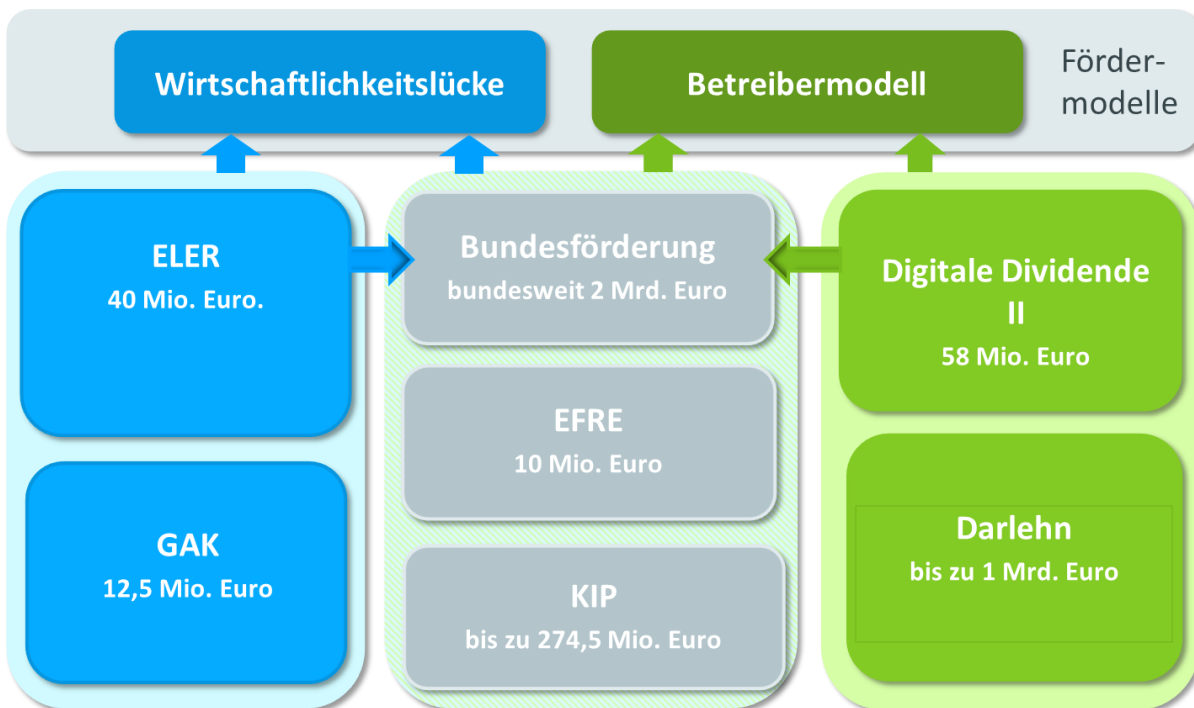 Wirtschaftlichkeitslücke
Betreibermodell
Förder-
modelle
ELER
40 Mio. Euro.
GAK
12,5 Mio. Euro
Bundesförderung
bundesweit 2 Mrd. Euro
EFRE
10 Mio. Euro
KIP
bis zu 274,5 Mio. Euro
Digitale Dividende
II
58 Mio. Euro
Darlehn
bis zu 1 Mrd. Euro